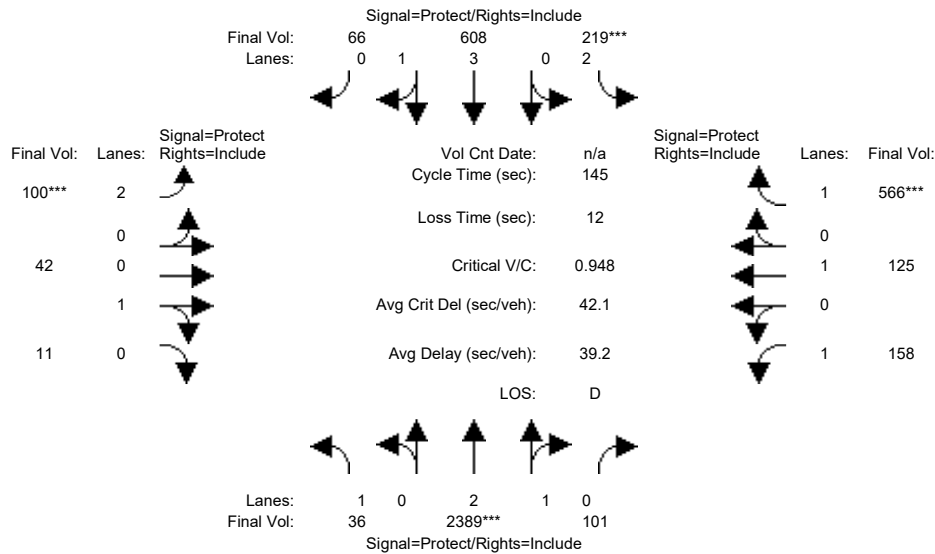 Signal=Protect/Rights=Include
Final Vol: 66 608 219***
Lanes: 0 1 3 0 2
Signal=Protect
Final Vol: Lanes: Rights=Include
Vol Cnt Date: n/a
Signal=Protect
Rights=Include Lanes: Final Vol:
Cycle Time (sec): 145
100*** 2
1 566***
Loss Time (sec): 12
0
0
42 0
Critical V/C: 0.948
1 125
1
Avg Crit Del (sec/veh): 42.1
0
11 0
Avg Delay (sec/veh): 39.2
1 158
LOS: D
Lanes: 1 0 2 1 0
Final Vol: 36 2389*** 101
Signal=Protect/Rights=Include